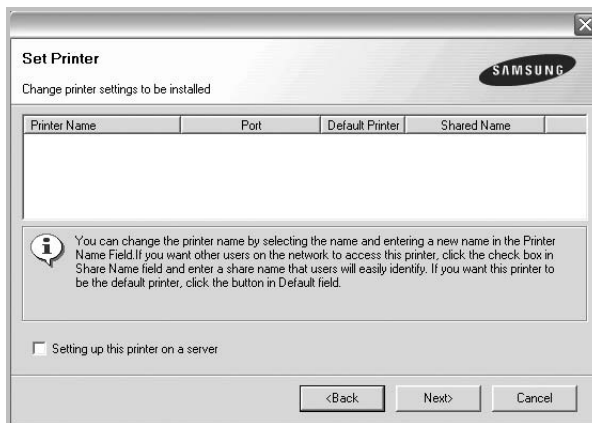 Set Printer
SAMSUNG
Change printer settings to be installed
Printer Name Port Default Printer Shared Name
You can change the printer name by selecting the name and entering a new name in the Printer
Name Field.If you want other users on the network to access this printer, click the check box in
Share Name field and enter a share name that users will easily identify. If you want this printer to
be the default printer, click the button in Default field.
Setting up this printer on a server
<Back Next> Cancel